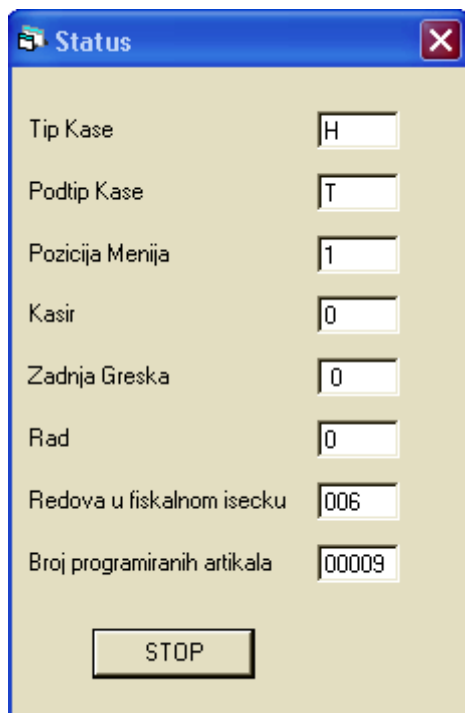 Status
Tip Kase H
Podtip Kase T
Pozicija Menija 1
Kasir 0
Zadnja Greska 0
Rad 0
Redova u fiskalnom isecku 006
Broj programiranih artikala 00009
STOP